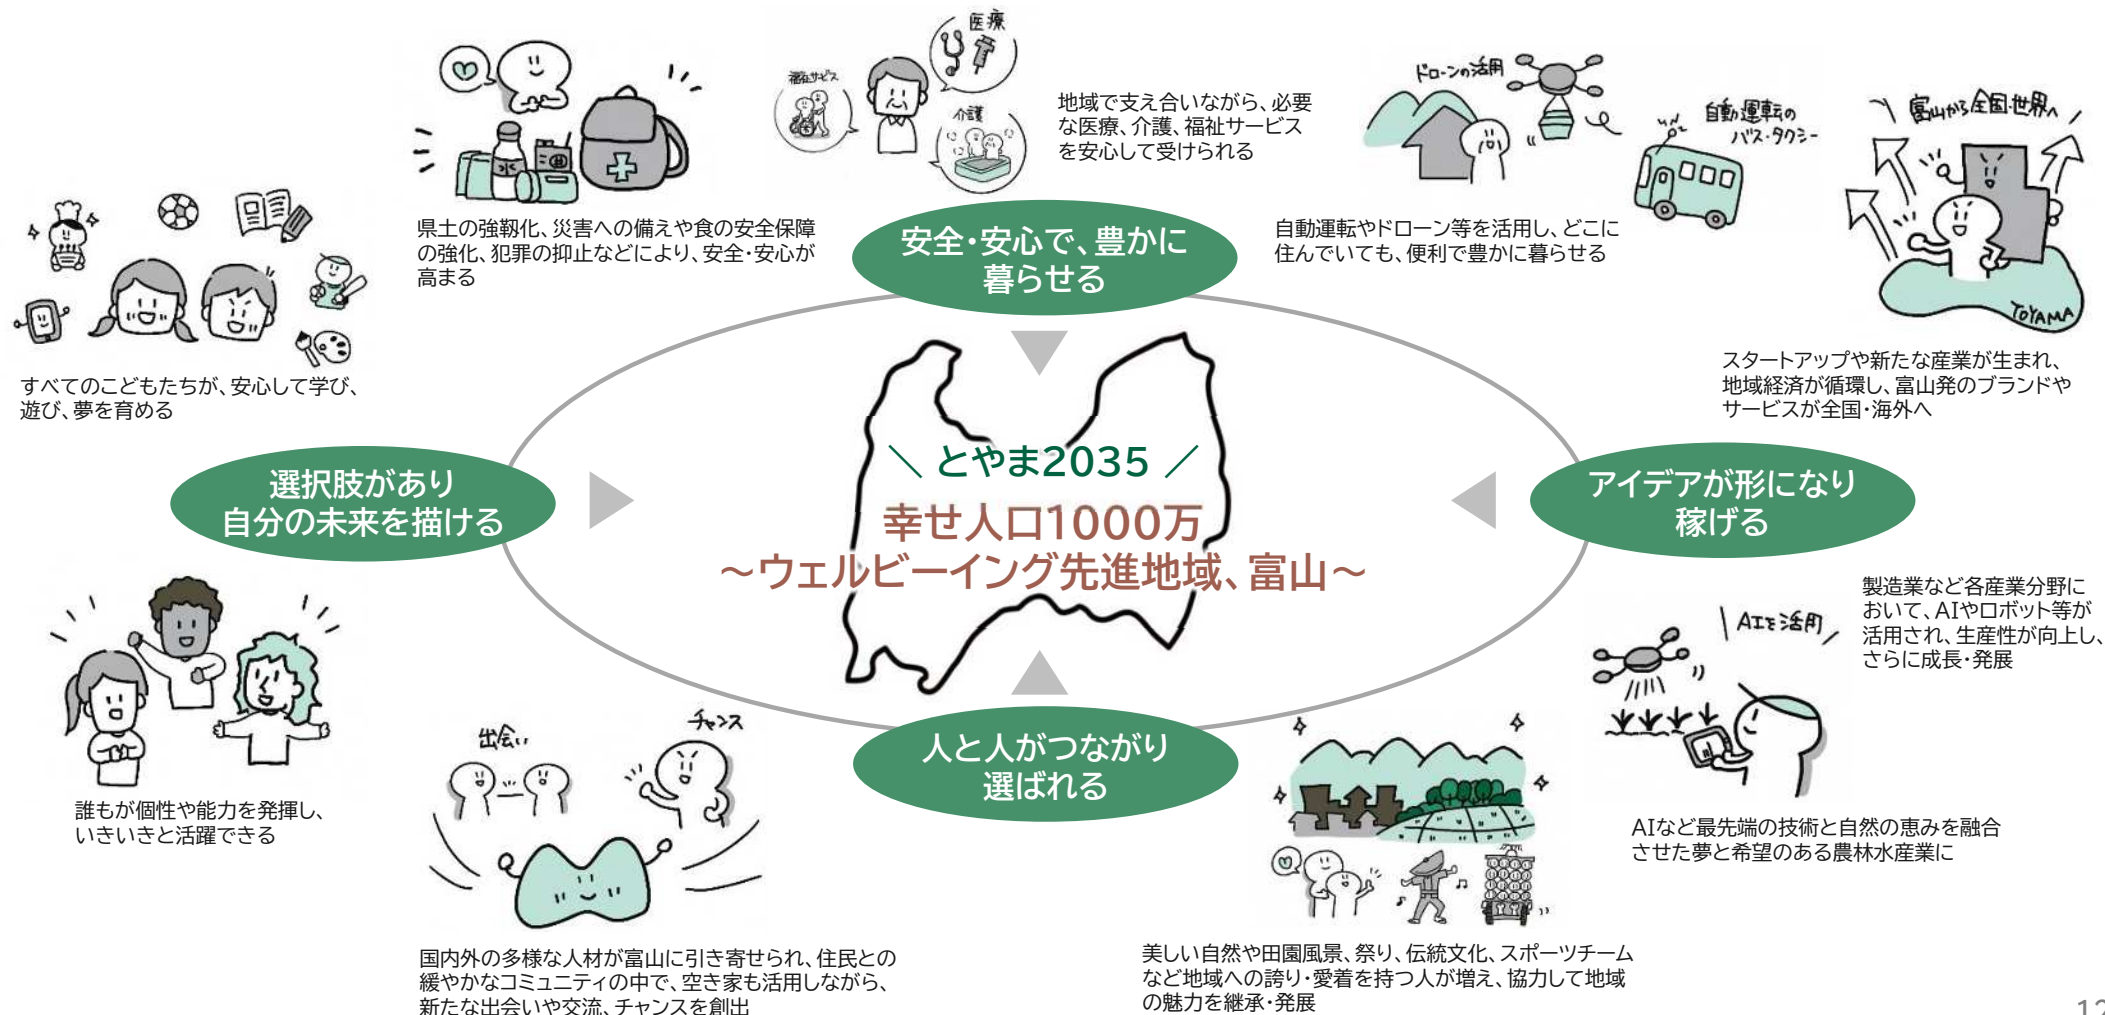 医療
福祉サービス
介護
地域で支え合いながら、必要
な医療、介護、福祉サービス
を安心して受けられる
ドローンの活用
自動運転の
バス・タクシー
富山から全国・世界へ
TOYAMA
水
県土の強靱化、災害への備えや食の安全保障
の強化、犯罪の抑止などにより、安全・安心が
高まる
安全・安心で、豊かに
暮らせる
自動運転やドローン等を活用し、どこに
住んでいても、便利で豊かに暮らせる
すべてのこどもたちが、安心して学び、
遊び、夢を育める
スタートアップや新たな産業が生まれ、
地域経済が循環し、富山発のブランドや
サービスが全国・海外へ
選択肢があり
自分の未来を描ける
＼ とやま2035 ／
幸せ人口1000万
～ウェルビーイング先進地域、富山～
アイデアが形になり
稼げる
製造業など各産業分野に
おいて、AIやロボット等が
活用され、生産性が向上し、
さらに成長・発展
AIを活用
誰もが個性や能力を発揮し、
いきいきと活躍できる
出会い
チャンス
人と人がつながり
選ばれる
AIなど最先端の技術と自然の恵みを融合
させた夢と希望のある農林水産業に
国内外の多様な人材が富山に引き寄せられ、住民との
緩やかなコミュニティの中で、空き家も活用しながら、
新たな出会いや交流、チャンスを創出
美しい自然や田園風景、祭り、伝統文化、スポーツチーム
など地域への誇り・愛着を持つ人が増え、協力して地域
の魅力を継承・発展
12